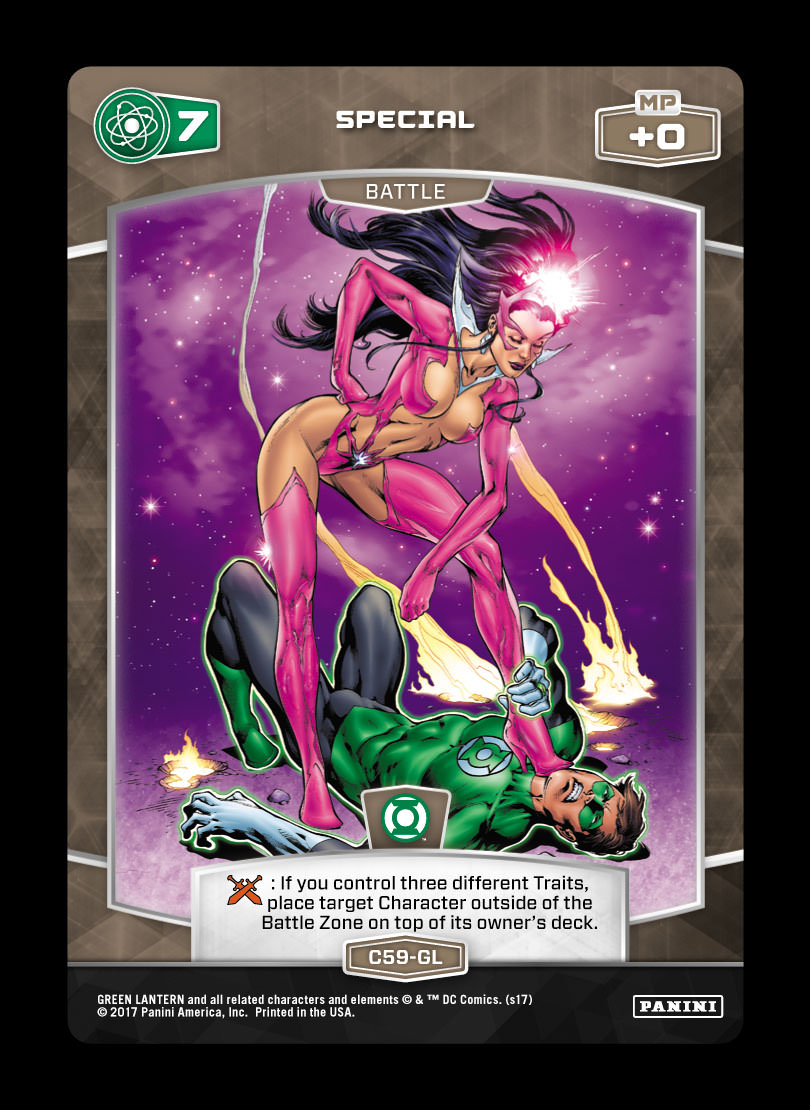 7
SPECIAL
MP
+0
BATTLE
™
: If you control three different Traits,
place target Character outside of the
Battle Zone on top of its owner’s deck.
C59-GL
GREEN LANTERN and all related characters and elements © & ™ DC Comics. (s17)
© 2017 Panini America, Inc. Printed in the USA.
PANINI